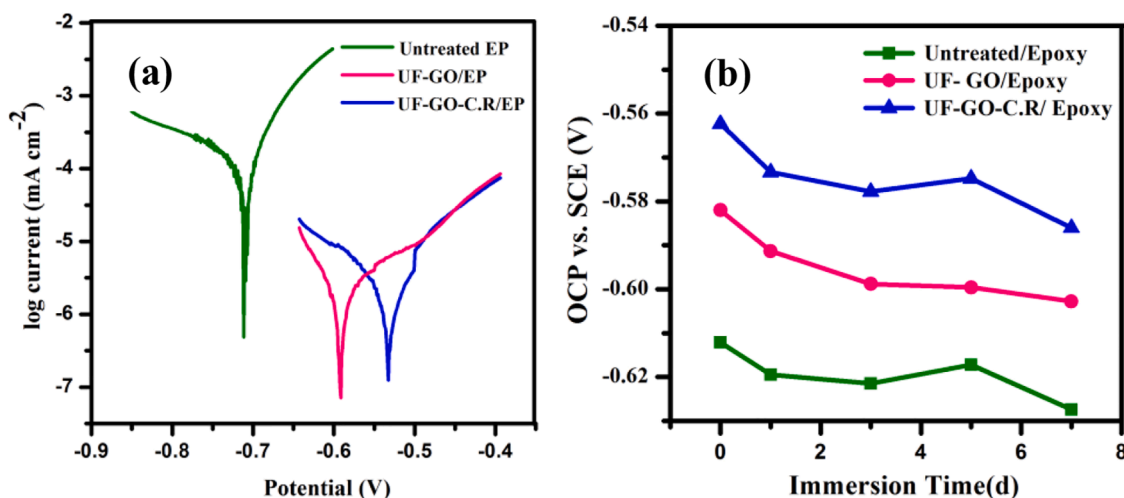 (a)
Untreated EP
UF-GO/EP
UF-GO-C.R/EP
log current (mA cm-2)
-2
-3
-4
-5
-6
-7
-0.9 -0.8 -0.7 -0.6 -0.5 -0.4
Potential (V)
(b)
Untreated/Epoxy
UF- GO/Epoxy
UF-GO-C.R/ Epoxy
OCP vs. SCE (V)
-0.54
-0.56
-0.58
-0.60
-0.62
0 2 4 6 8
Immersion Time(d)